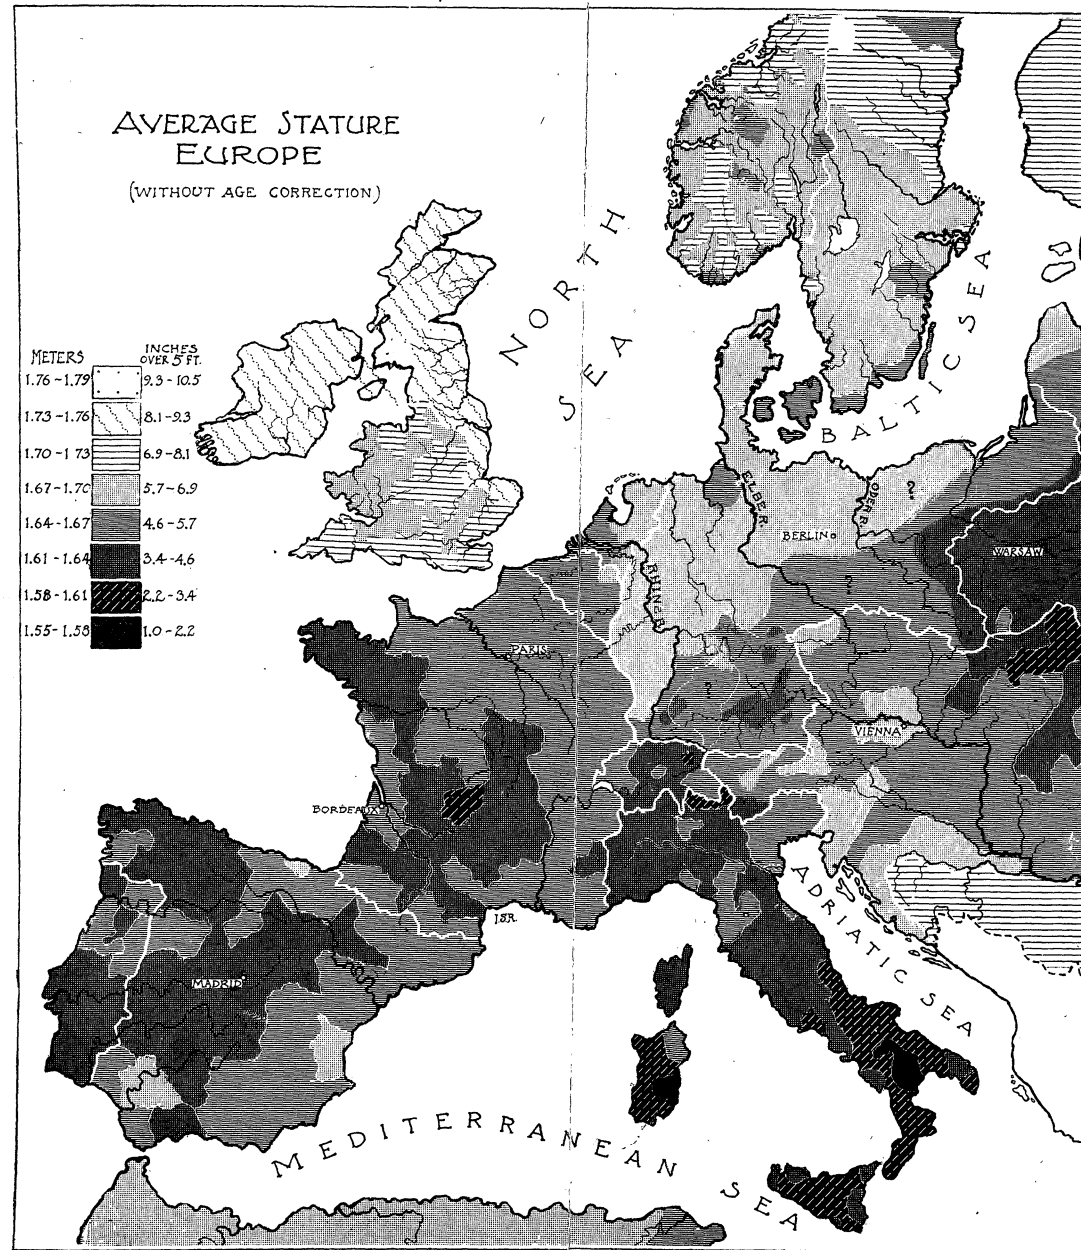 AVERAGE STATURE
EUROPE
(WITHOUT AGE CORRECTION)
NORTH
SEA
BALTIC SEA
METERS
INCHES
OVER 5 FT.
1.76 - 1.79 9.3 - 10.5
1.73 - 1.76 8.1 - 9.3
1.70 - 1 73 6.9 - 8.1
1.67 - 1.70 5.7 - 6.9
1.64 - 1.67 4.6 - 5.7
1.61 - 1.64 3.4 - 4.6
1.58 - 1.61 2.2 - 3.4
1.55 - 1.58 1.0 - 2.2
ELBE R.
ODER R.
?
BERLIN
WARSAW
RHINE R.
?
PARIS
?
VIENNA
BORDEAUX
ADRIATIC SEA
MADRID
MEDITERRANEAN SEA